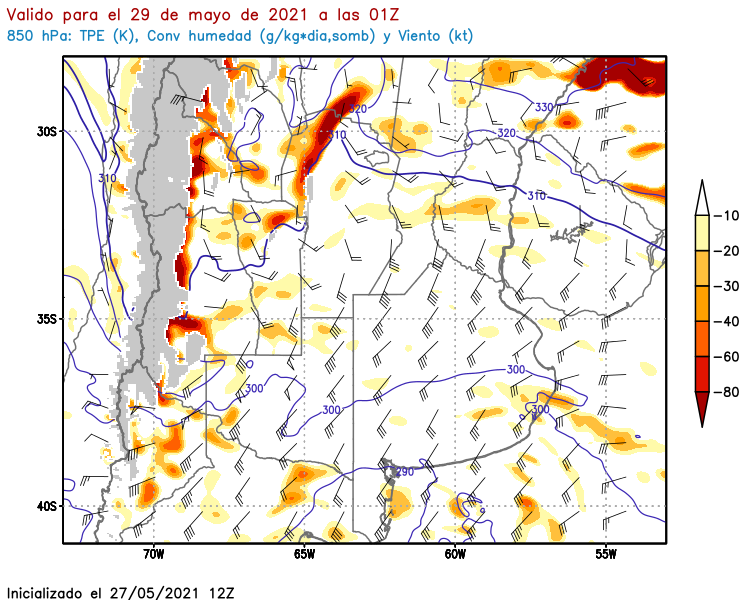 Valido para el 29 de mayo de 2021 a las 01Z
850 hPa: TPE (K), Conv humedad (g/kg*dia,somb) y Viento (kt)
330
320
320
310
30S
310
310
-10
-20
-30
-40
-60
-80
35S
300
300
300
300
290
40S
70W
65W
60W
55W
Inicializado el 27/05/2021 12Z